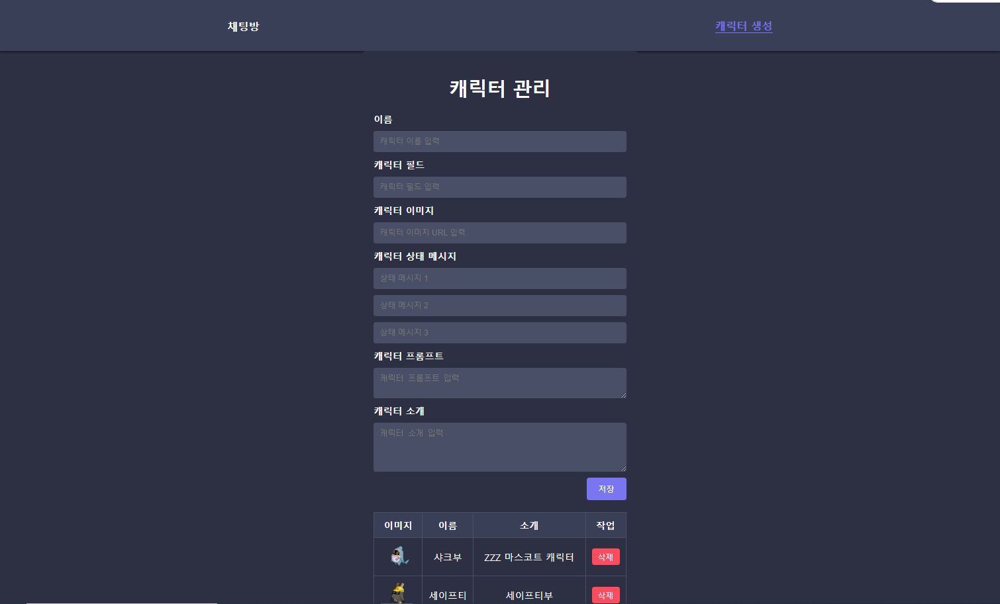 채팅방 캐릭터 생성
캐릭터 관리
이름
캐릭터 이름 입력
캐릭터 필드
캐릭터 필드 입력
캐릭터 이미지
캐릭터 이미지 URL 입력
캐릭터 상태 메시지
상태 메시지 1
상태 메시지 2
상태 메시지 3
캐릭터 프롬프트
캐릭터 프롬프트 입력
캐릭터 소개
캐릭터 소개 입력
저장
이미지 이름 소개 작업
샤크부 ZZZ 마스코트 캐릭터 삭제
세이프티 세이프티부 삭제